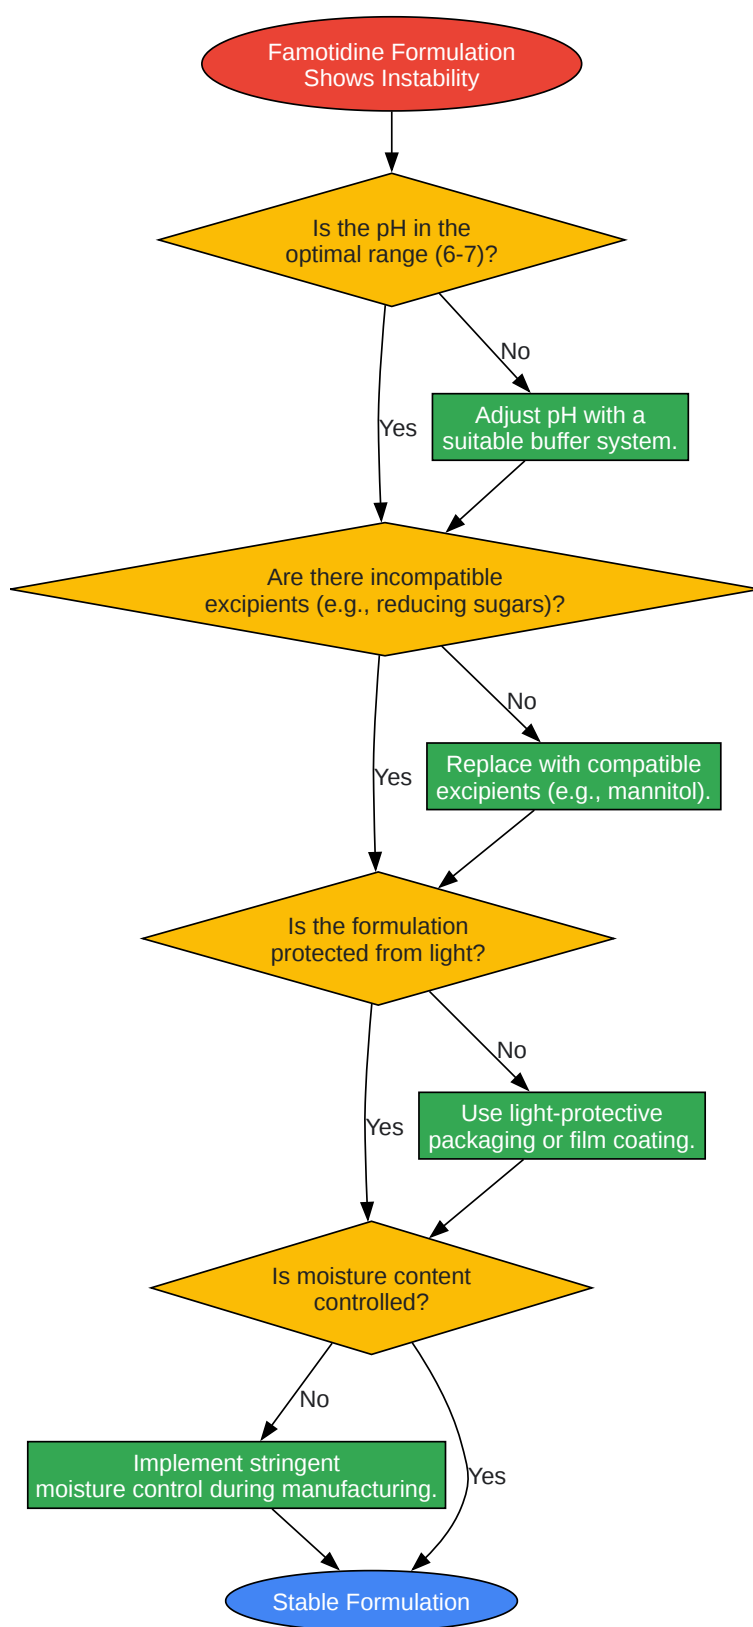 Famotidine Formulation
Shows Instability
Is the pH in the
optimal range (6-7)?
No
Yes
Adjust pH with a
suitable buffer system.
Are there incompatible
excipients (e.g., reducing sugars)?
No
Yes
Replace with compatible
excipients (e.g., mannitol).
Is the formulation
protected from light?
No
Yes
Use light-protective
packaging or film coating.
Is moisture content
controlled?
No
Implement stringent
moisture control during manufacturing.
Yes
Stable Formulation